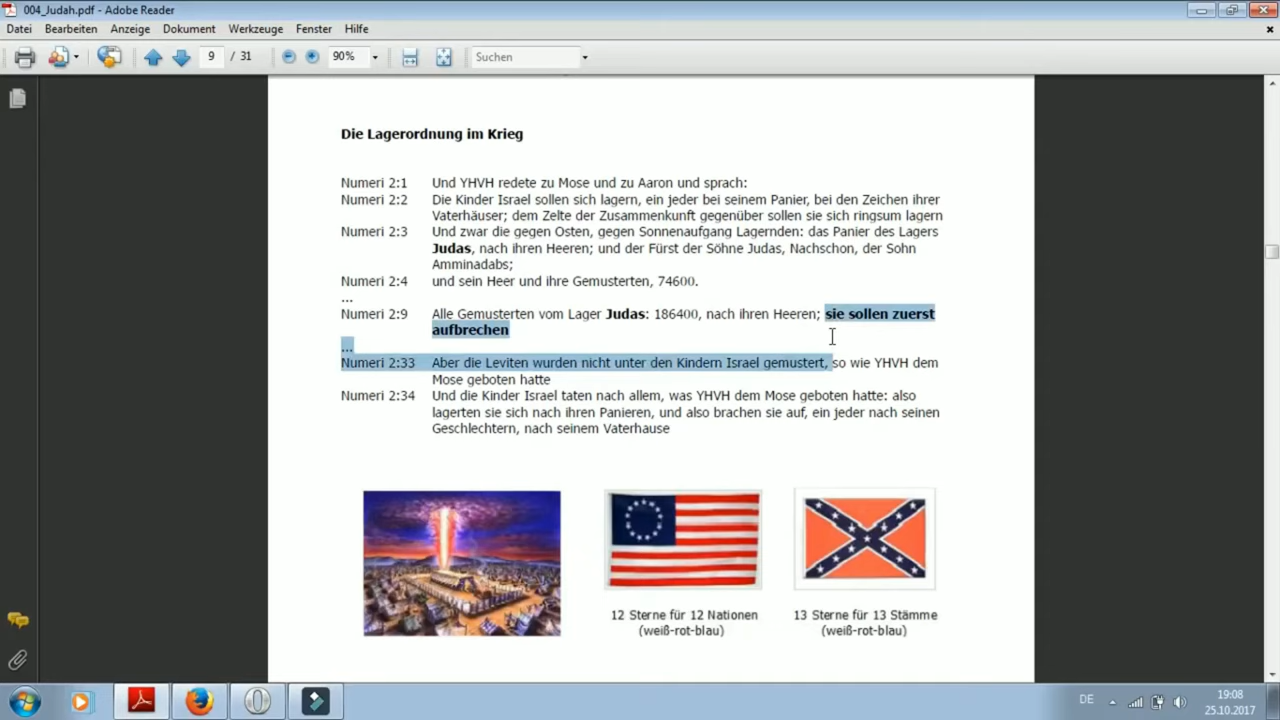 004_Judah.pdf - Adobe Reader
Datei Bearbeiten Anzeige Dokument Werkzeuge Fenster Hilfe
9 / 31 90% Suchen
Die Lagerordnung im Krieg
Numeri 2:1 Und YHVH redete zu Mose und zu Aaron und sprach:
Numeri 2:2 Die Kinder Israel sollen sich lagern, ein jeder bei seinem Panier, bei den Zeichen ihrer
Vaterhäuser; dem Zelte der Zusammenkunft gegenüber sollen sie sich ringsum lagern
Numeri 2:3 Und zwar die gegen Osten, gegen Sonnenaufgang Lagernden: das Panier des Lagers
Judas, nach ihren Heeren; und der Fürst der Söhne Judas, Nachschon, der Sohn
Amminadabs;
Numeri 2:4 und sein Heer und ihre Gemusterten, 74600.
...
Numeri 2:9 Alle Gemusterten vom Lager Judas: 186400, nach ihren Heeren; sie sollen zuerst
aufbrechen
...
Numeri 2:33 Aber die Leviten wurden nicht unter den Kindern Israel gemustert, so wie YHVH dem
Mose geboten hatte
Numeri 2:34 Und die Kinder Israel taten nach allem, was YHVH dem Mose geboten hatte: also
lagerten sie sich nach ihren Panieren, und also brachen sie auf, ein jeder nach seinen
Geschlechtern, nach seinem Vaterhause
12 Sterne für 12 Nationen
(weiß-rot-blau)
13 Sterne für 13 Stämme
(weiß-rot-blau)
DE
19:08
25.10.2017